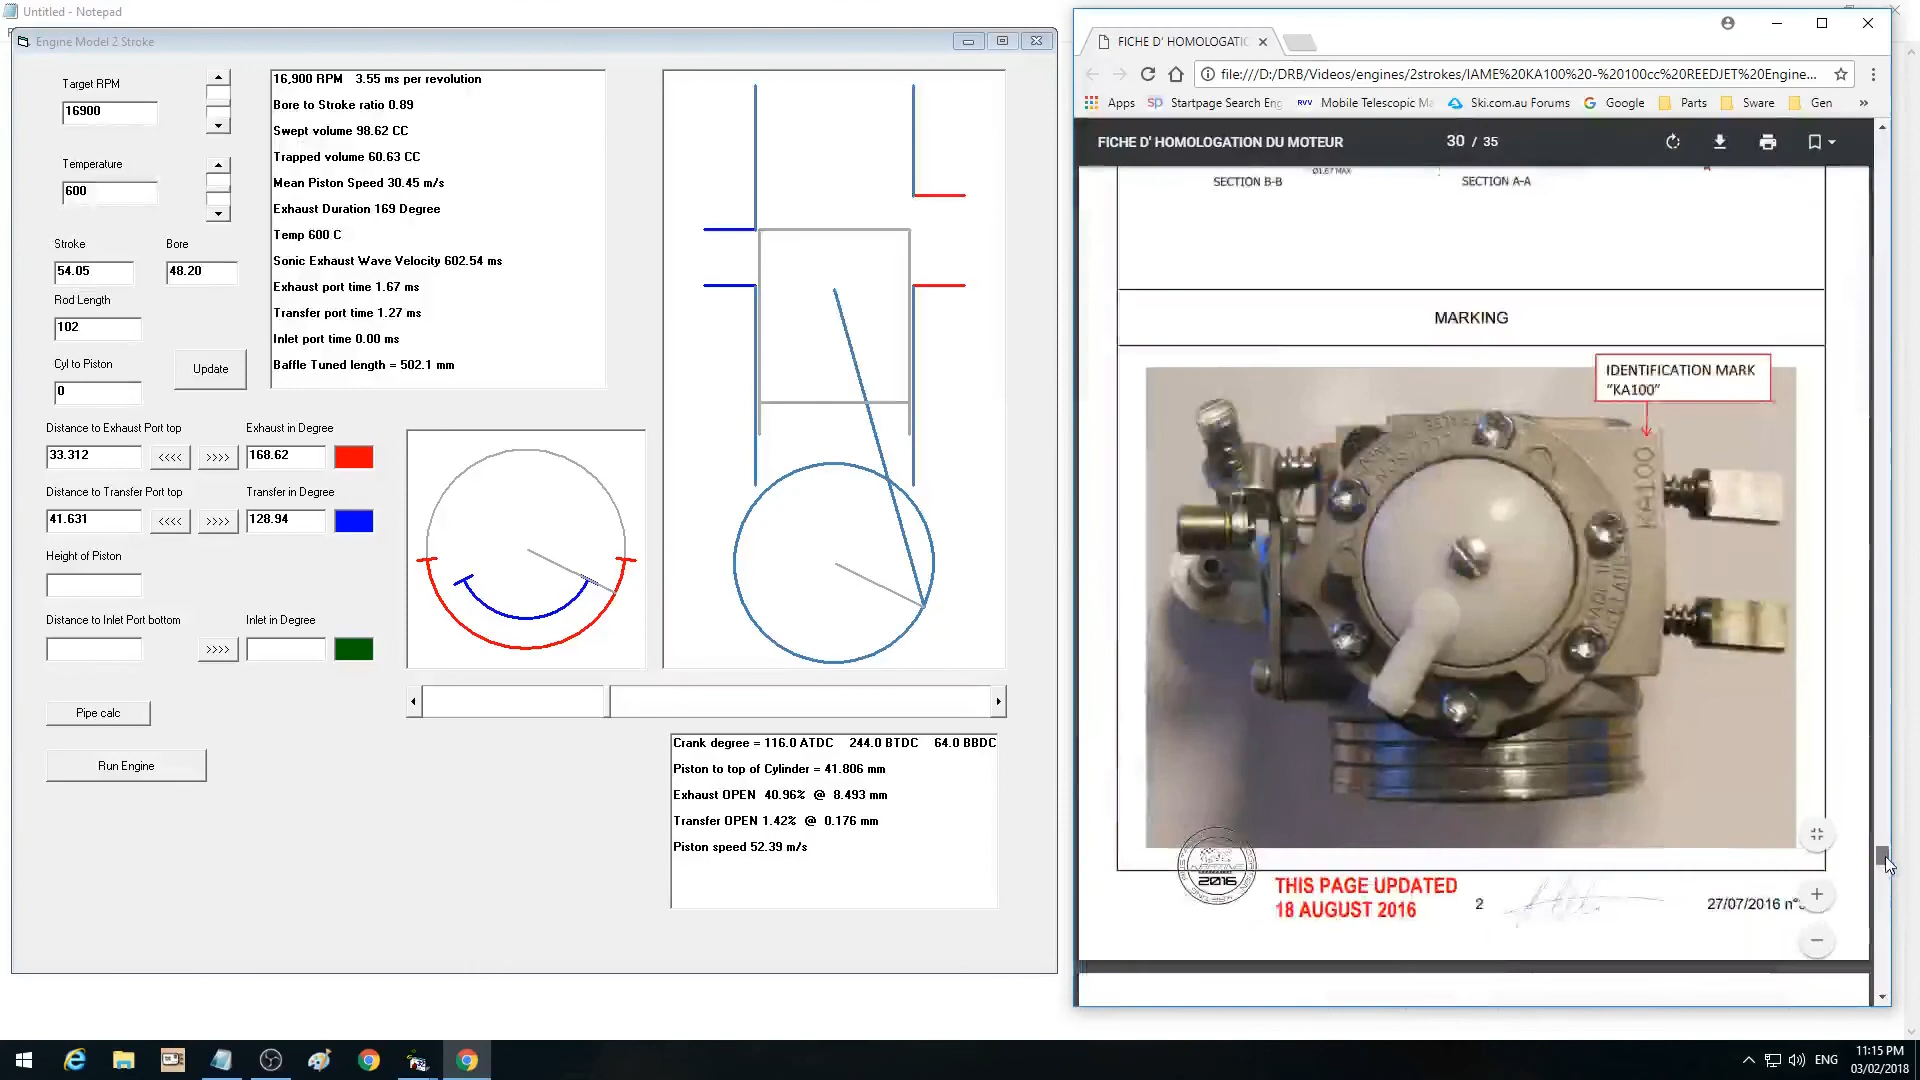 Untitled - Notepad
Engine Model 2 Stroke
Target RPM
16900
Temperature
600
Stroke
Bore
54.05
48.20
Rod Length
102
Cyl to Piston
0
Update
Distance to Exhaust Port top
Exhaust in Degree
33.312
<<<<
>>>>
168.62
Distance to Transfer Port top
Transfer in Degree
41.631
<<<<
>>>>
128.94
Height of Piston
Distance to Inlet Port bottom
Inlet in Degree
>>>>
Pipe calc
Run Engine
16,900 RPM 3.55 ms per revolution
Bore to Stroke ratio 0.89
Swept volume 98.62 CC
Trapped volume 60.63 CC
Mean Piston Speed 30.45 m/s
Exhaust Duration 169 Degree
Temp 600 C
Sonic Exhaust Wave Velocity 602.54 ms
Exhaust port time 1.67 ms
Transfer port time 1.27 ms
Inlet port time 0.00 ms
Baffle Tuned length = 502.1 mm
Crank degree = 116.0 ATDC 244.0 BTDC 64.0 BBDC
Piston to top of Cylinder = 41.806 mm
Exhaust OPEN 40.96% @ 8.493 mm
Transfer OPEN 1.42% @ 0.176 mm
Piston speed 52.39 m/s
FICHE D' HOMOLOGATIO
file:///D:/DRB/Videos/engines/2strokes/IAME%20KA100%20-%20100cc%20REEDJET%20Engine...
Apps
Startpage Search Eng
Mobile Telescopic Ma
Ski.com.au Forums
Google
Parts
Sware
Gen
»
FICHE D' HOMOLOGATION DU MOTEUR
30 / 35
Ø1.67 MAX
SECTION B-B
SECTION A-A
MARKING
IDENTIFICATION MARK
"KA100"
KA100
2016
THIS PAGE UPDATED
18 AUGUST 2016
2
27/07/2016
ENG
11:15 PM
03/02/2018